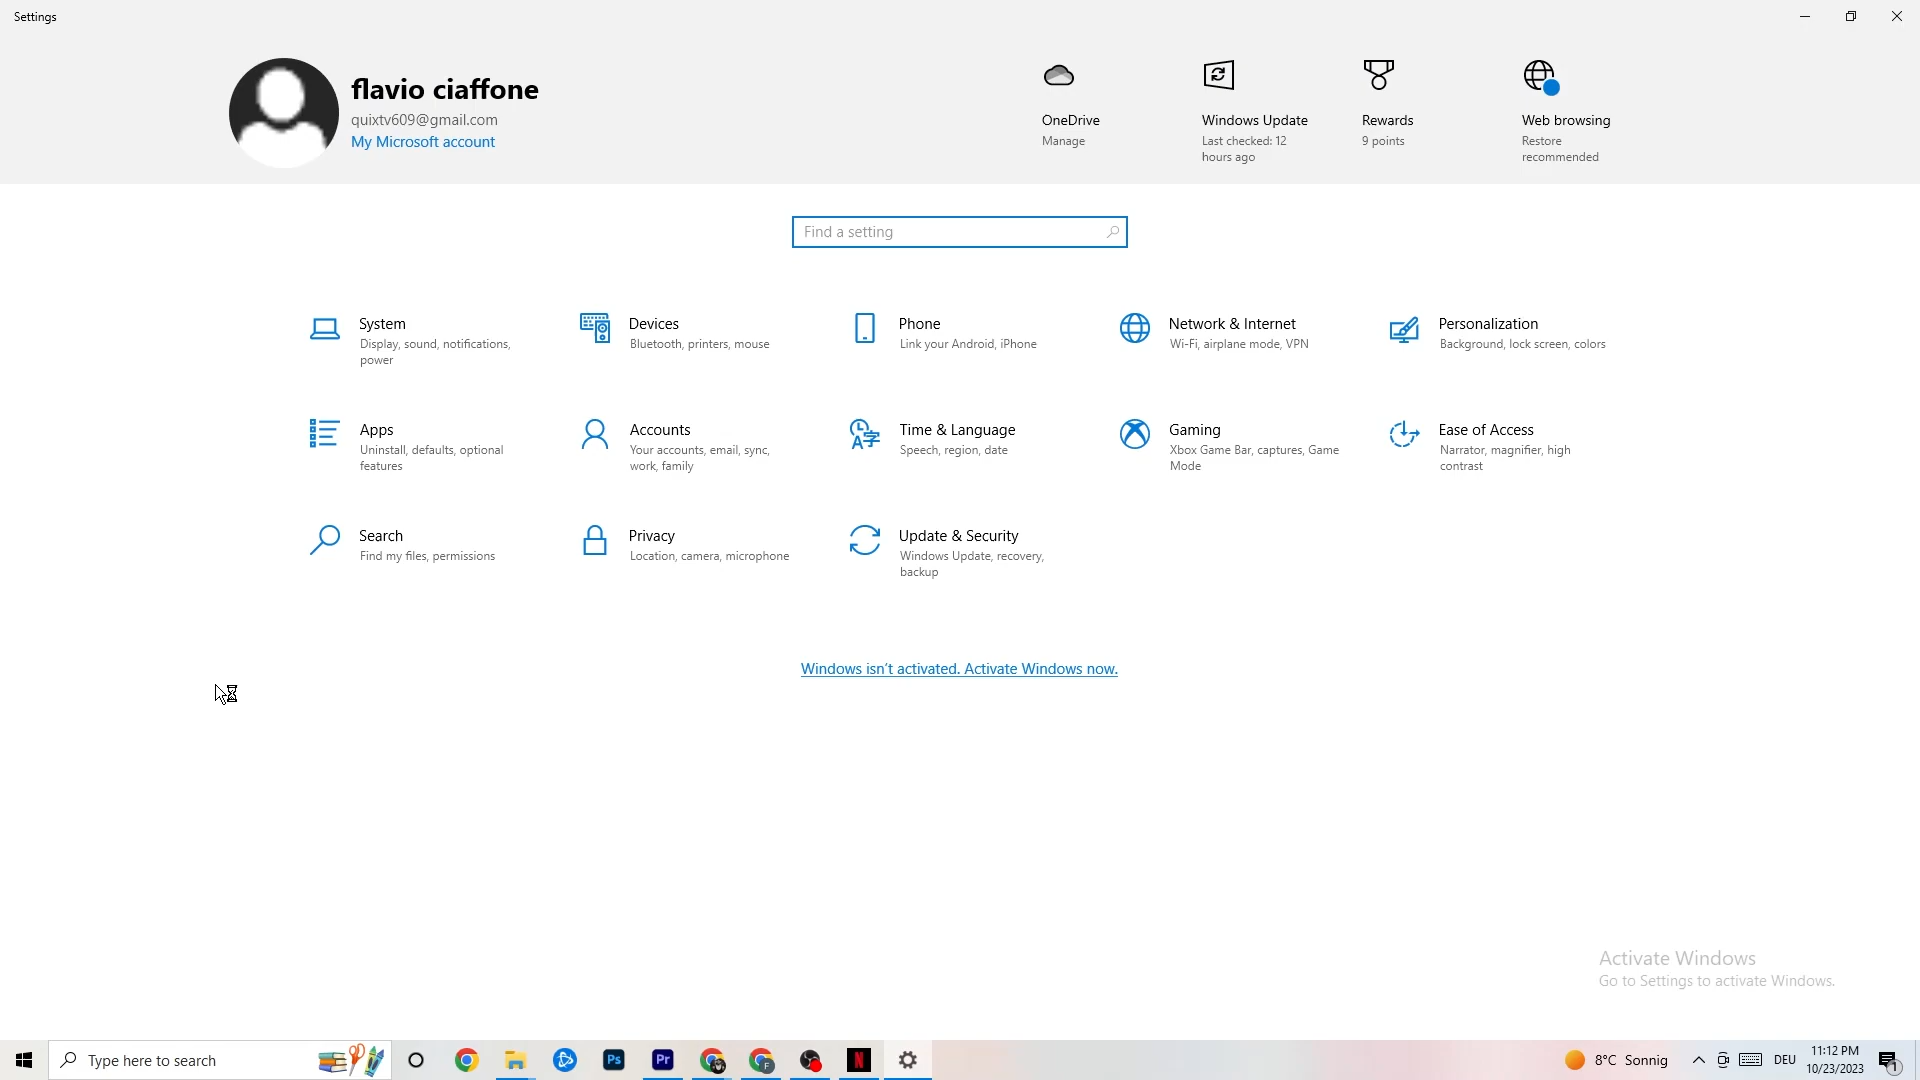 Settings
flavio ciaffone
quixtv609@gmail.com
My Microsoft account
OneDrive
Manage
Windows Update
Last checked: 12
hours ago
Rewards
9 points
Web browsing
Restore
recommended
Find a setting
System
Display, sound, notifications,
power
Devices
Bluetooth, printers, mouse
Phone
Link your Android, iPhone
Network & Internet
Wi-Fi, airplane mode, VPN
Personalization
Background, lock screen, colors
Apps
Uninstall, defaults, optional
features
Accounts
Your accounts, email, sync,
work, family
Time & Language
Speech, region, date
Gaming
Xbox Game Bar, captures, Game
Mode
Ease of Access
Narrator, magnifier, high
contrast
Search
Find my files, permissions
Privacy
Location, camera, microphone
Update & Security
Windows Update, recovery,
backup
Windows isn't activated. Activate Windows now.
Activate Windows
Go to Settings to activate Windows.
Type here to search
Ps
Pr
F
N
8°C Sonnig
DEU
11:12 PM
10/23/2023
1